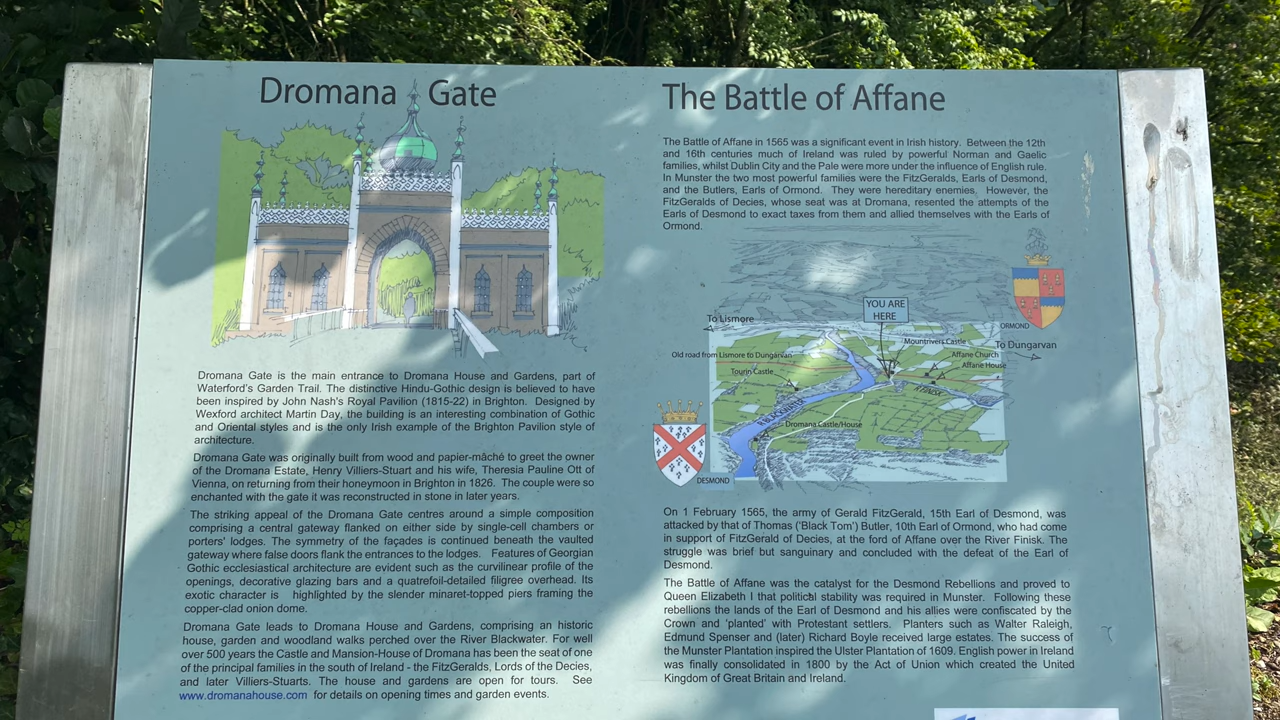 Dromana Gate
Dromana Gate is the main entrance to Dromana House and Gardens, part of
Waterford's Garden Trail. The distinctive Hindu-Gothic design is believed to have
been inspired by John Nash's Royal Pavilion (1815-22) in Brighton. Designed by
Wexford architect Martin Day, the building is an interesting combination of Gothic
and Oriental styles and is the only Irish example of the Brighton Pavilion style of
architecture.
Dromana Gate was originally built from wood and papier-mâché to greet the owner
of the Dromana Estate, Henry Villiers-Stuart and his wife, Theresia Pauline Ott of
Vienna, on returning from their honeymoon in Brighton in 1826. The couple were so
enchanted with the gate it was reconstructed in stone in later years.
The striking appeal of the Dromana Gate centres around a simple composition
comprising a central gateway flanked on either side by single-cell chambers or
porters' lodges. The symmetry of the façades is continued beneath the vaulted
gateway where false doors flank the entrances to the lodges. Features of Georgian
Gothic ecclesiastical architecture are evident such as the curvilinear profile of the
openings, decorative glazing bars and a quatrefoil-detailed filigree overhead. Its
exotic character is highlighted by the slender minaret-topped piers framing the
copper-clad onion dome.
Dromana Gate leads to Dromana House and Gardens, comprising an historic
house, garden and woodland walks perched over the River Blackwater. For well
over 500 years the Castle and Mansion-House of Dromana has been the seat of one
of the principal families in the south of Ireland - the FitzGeralds, Lords of the Decies,
and later Villiers-Stuarts. The house and gardens are open for tours. See
www.dromanahouse.com for details on opening times and garden events.
The Battle of Affane
The Battle of Affane in 1565 was a significant event in Irish history. Between the 12th
and 16th centuries much of Ireland was ruled by powerful Norman and Gaelic
families, whilst Dublin City and the Pale were more under the influence of English rule.
In Munster the two most powerful families were the FitzGeralds, Earls of Desmond,
and the Butlers, Earls of Ormond. They were hereditary enemies. However, the
FitzGeralds of Decies, whose seat was at Dromana, resented the attempts of the
Earls of Desmond to exact taxes from them and allied themselves with the Earls of
Ormond.
YOU ARE
HERE
To Lismore
ORMOND
Mountrivers Castle
To Dungarvan
Old road from Lismore to Dungarvan
Affane Church
Affane House
Tourin Castle
Dromana Castle/House
DESMOND
On 1 February 1565, the army of Gerald FitzGerald, 15th Earl of Desmond, was
attacked by that of Thomas ('Black Tom') Butler, 10th Earl of Ormond, who had come
in support of FitzGerald of Decies, at the ford of Affane over the River Finisk. The
struggle was brief but sanguinary and concluded with the defeat of the Earl of
Desmond.
The Battle of Affane was the catalyst for the Desmond Rebellions and proved to
Queen Elizabeth I that political stability was required in Munster. Following these
rebellions the lands of the Earl of Desmond and his allies were confiscated by the
Crown and 'planted' with Protestant settlers. Planters such as Walter Raleigh,
Edmund Spenser and (later) Richard Boyle received large estates. The success of
the Munster Plantation inspired the Ulster Plantation of 1609. English power in Ireland
was finally consolidated in 1800 by the Act of Union which created the United
Kingdom of Great Britain and Ireland.